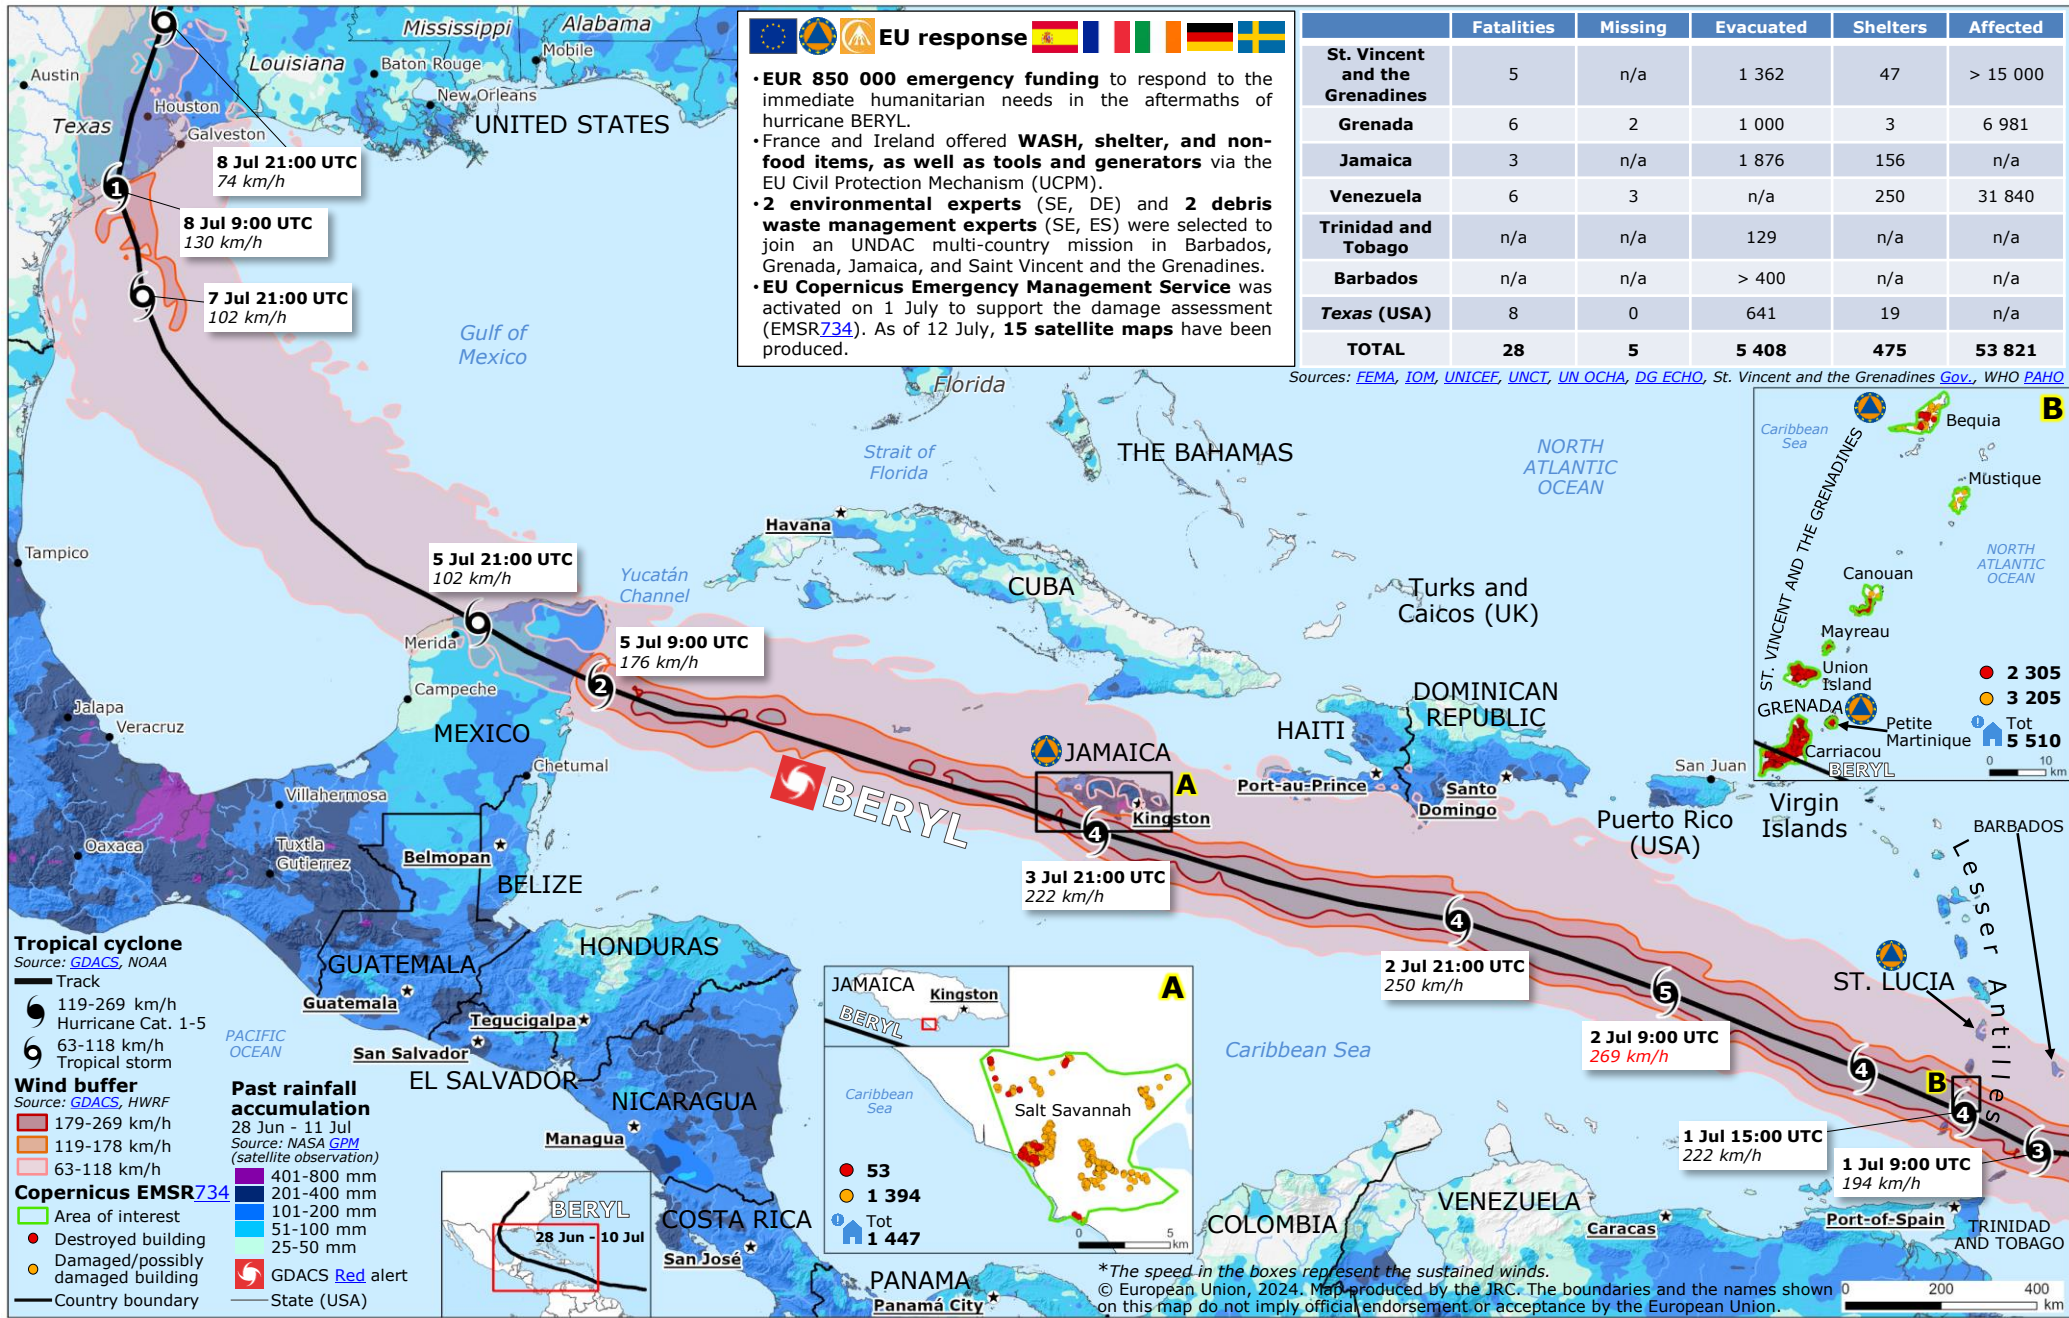 Mississippi
Alabama
Austin
Louisiana
Baton Rouge
Mobile
New Orleans
Houston
Texas
Galveston
UNITED STATES
8 Jul 21:00 UTC
74 km/h
1
8 Jul 9:00 UTC
130 km/h
7 Jul 21:00 UTC
102 km/h
Gulf of
Mexico
EU response
•EUR 850 000 emergency funding to respond to the
immediate humanitarian needs in the aftermaths of
hurricane BERYL.
•France and Ireland offered WASH, shelter, and non-
food items, as well as tools and generators via the
EU Civil Protection Mechanism (UCPM).
•2 environmental experts (SE, DE) and 2 debris
waste management experts (SE, ES) were selected to
join an UNDAC multi-country mission in Barbados,
Grenada, Jamaica, and Saint Vincent and the Grenadines.
•EU Copernicus Emergency Management Service was
activated on 1 July to support the damage assessment
(EMSR734). As of 12 July, 15 satellite maps have been
produced.
Fatalities Missing Evacuated Shelters Affected
St. Vincent
and the
Grenadines 5 n/a 1 362 47 > 15 000
Grenada 6 2 1 000 3 6 981
Jamaica 3 n/a 1 876 156 n/a
Venezuela 6 3 n/a 250 31 840
Trinidad and
Tobago n/a n/a 129 n/a n/a
Barbados n/a n/a > 400 n/a n/a
Texas (USA) 8 0 641 19 n/a
TOTAL 28 5 5 408 475 53 821
Sources: FEMA, IOM, UNICEF, UNCT, UN OCHA, DG ECHO, St. Vincent and the Grenadines Gov., WHO PAHO
Florida
Strait of
Florida
THE BAHAMAS
NORTH
ATLANTIC
OCEAN
Havana
CUBA
Turks and
Caicos (UK)
Yucatán
Channel
Tampico
5 Jul 21:00 UTC
102 km/h
Merida
5 Jul 9:00 UTC
176 km/h
2
Campeche
Jalapa
Veracruz
MEXICO
Chetumal
Villahermosa
Oaxaca
Tuxtla
Gutierrez
Belmopan
BELIZE
BERYL
JAMAICA
A
Kingston
4
3 Jul 21:00 UTC
222 km/h
HAITI
Port-au-Prince
DOMINICAN
REPUBLIC
Santo
Domingo
San Juan
Puerto Rico
(USA)
Virgin
Islands
B
Caribbean
Sea
ST. VINCENT AND THE GRENADINES
Bequia
Mustique
NORTH
ATLANTIC
OCEAN
Canouan
Mayreau
Union
Island
GRENADA
Petite
Martinique
Carriacou
BERYL
2 305
3 205
Tot
5 510
0 10
km
BARBADOS
Lesser Antilles
ST. LUCIA
4
2 Jul 21:00 UTC
250 km/h
5
2 Jul 9:00 UTC
269 km/h
4
B
4
1 Jul 15:00 UTC
222 km/h
3
1 Jul 9:00 UTC
194 km/h
Caribbean Sea
HONDURAS
GUATEMALA
Guatemala
Tegucigalpa
San Salvador
EL SALVADOR
NICARAGUA
Managua
COSTA RICA
San José
PANAMA
Panamá City
COLOMBIA
VENEZUELA
Caracas
Port-of-Spain
TRINIDAD
AND TOBAGO
PACIFIC
OCEAN
JAMAICA
Kingston
BERYL
A
Caribbean
Sea
Salt Savannah
53
1 394
Tot
1 447
0 5
km
BERYL
28 Jun - 10 Jul
Tropical cyclone
Source: GDACS, NOAA
Track
119-269 km/h
Hurricane Cat. 1-5
63-118 km/h
Tropical storm
Wind buffer
Source: GDACS, HWRF
179-269 km/h
119-178 km/h
63-118 km/h
Copernicus EMSR734
Area of interest
Destroyed building
Damaged/possibly
damaged building
Country boundary
Past rainfall
accumulation
28 Jun - 11 Jul
Source: NASA GPM
(satellite observation)
401-800 mm
201-400 mm
101-200 mm
51-100 mm
25-50 mm
GDACS Red alert
State (USA)
*The speed in the boxes represent the sustained winds.
© European Union, 2024. Map produced by the JRC. The boundaries and the names shown
on this map do not imply official endorsement or acceptance by the European Union.
0 200 400
km